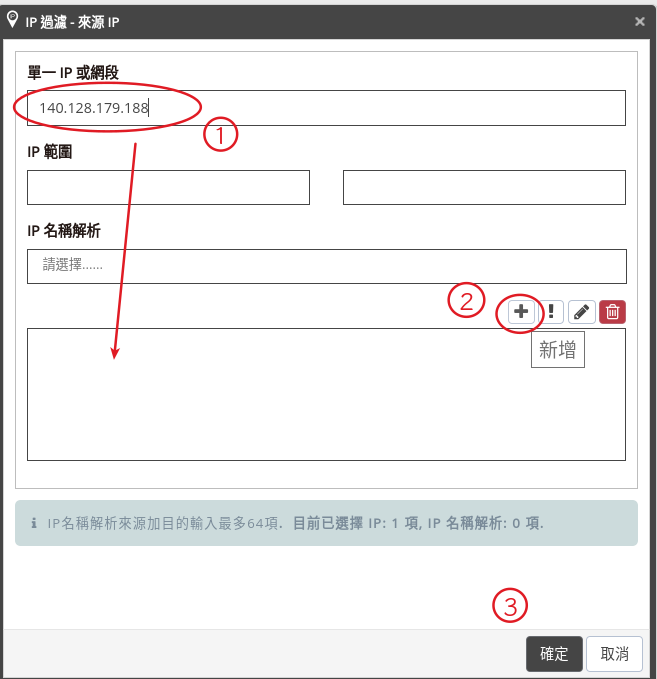 IP 過濾 - 來源 IP
×
單一 IP 或網段
140.128.179.188
①
IP 範圍
IP 名稱解析
請選擇......
②
新增
IP名稱解析來源加目的輸入最多64項. 目前已選擇 IP: 1 項, IP 名稱解析: 0 項.
③
確定
取消